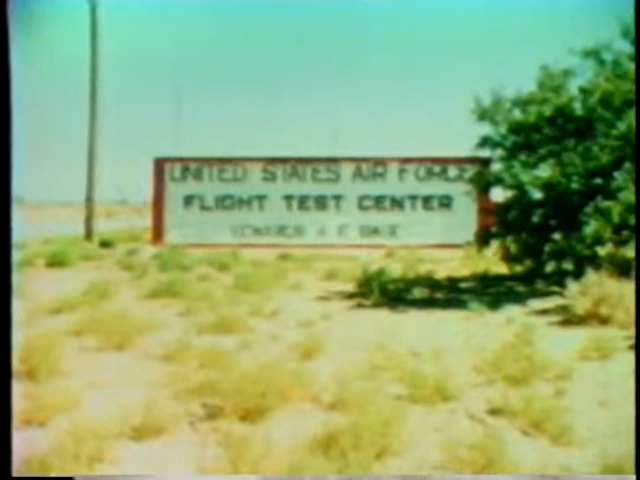 UNITED STATES AIR FORCE
FLIGHT TEST CENTER
EDWARDS A.F. BASE